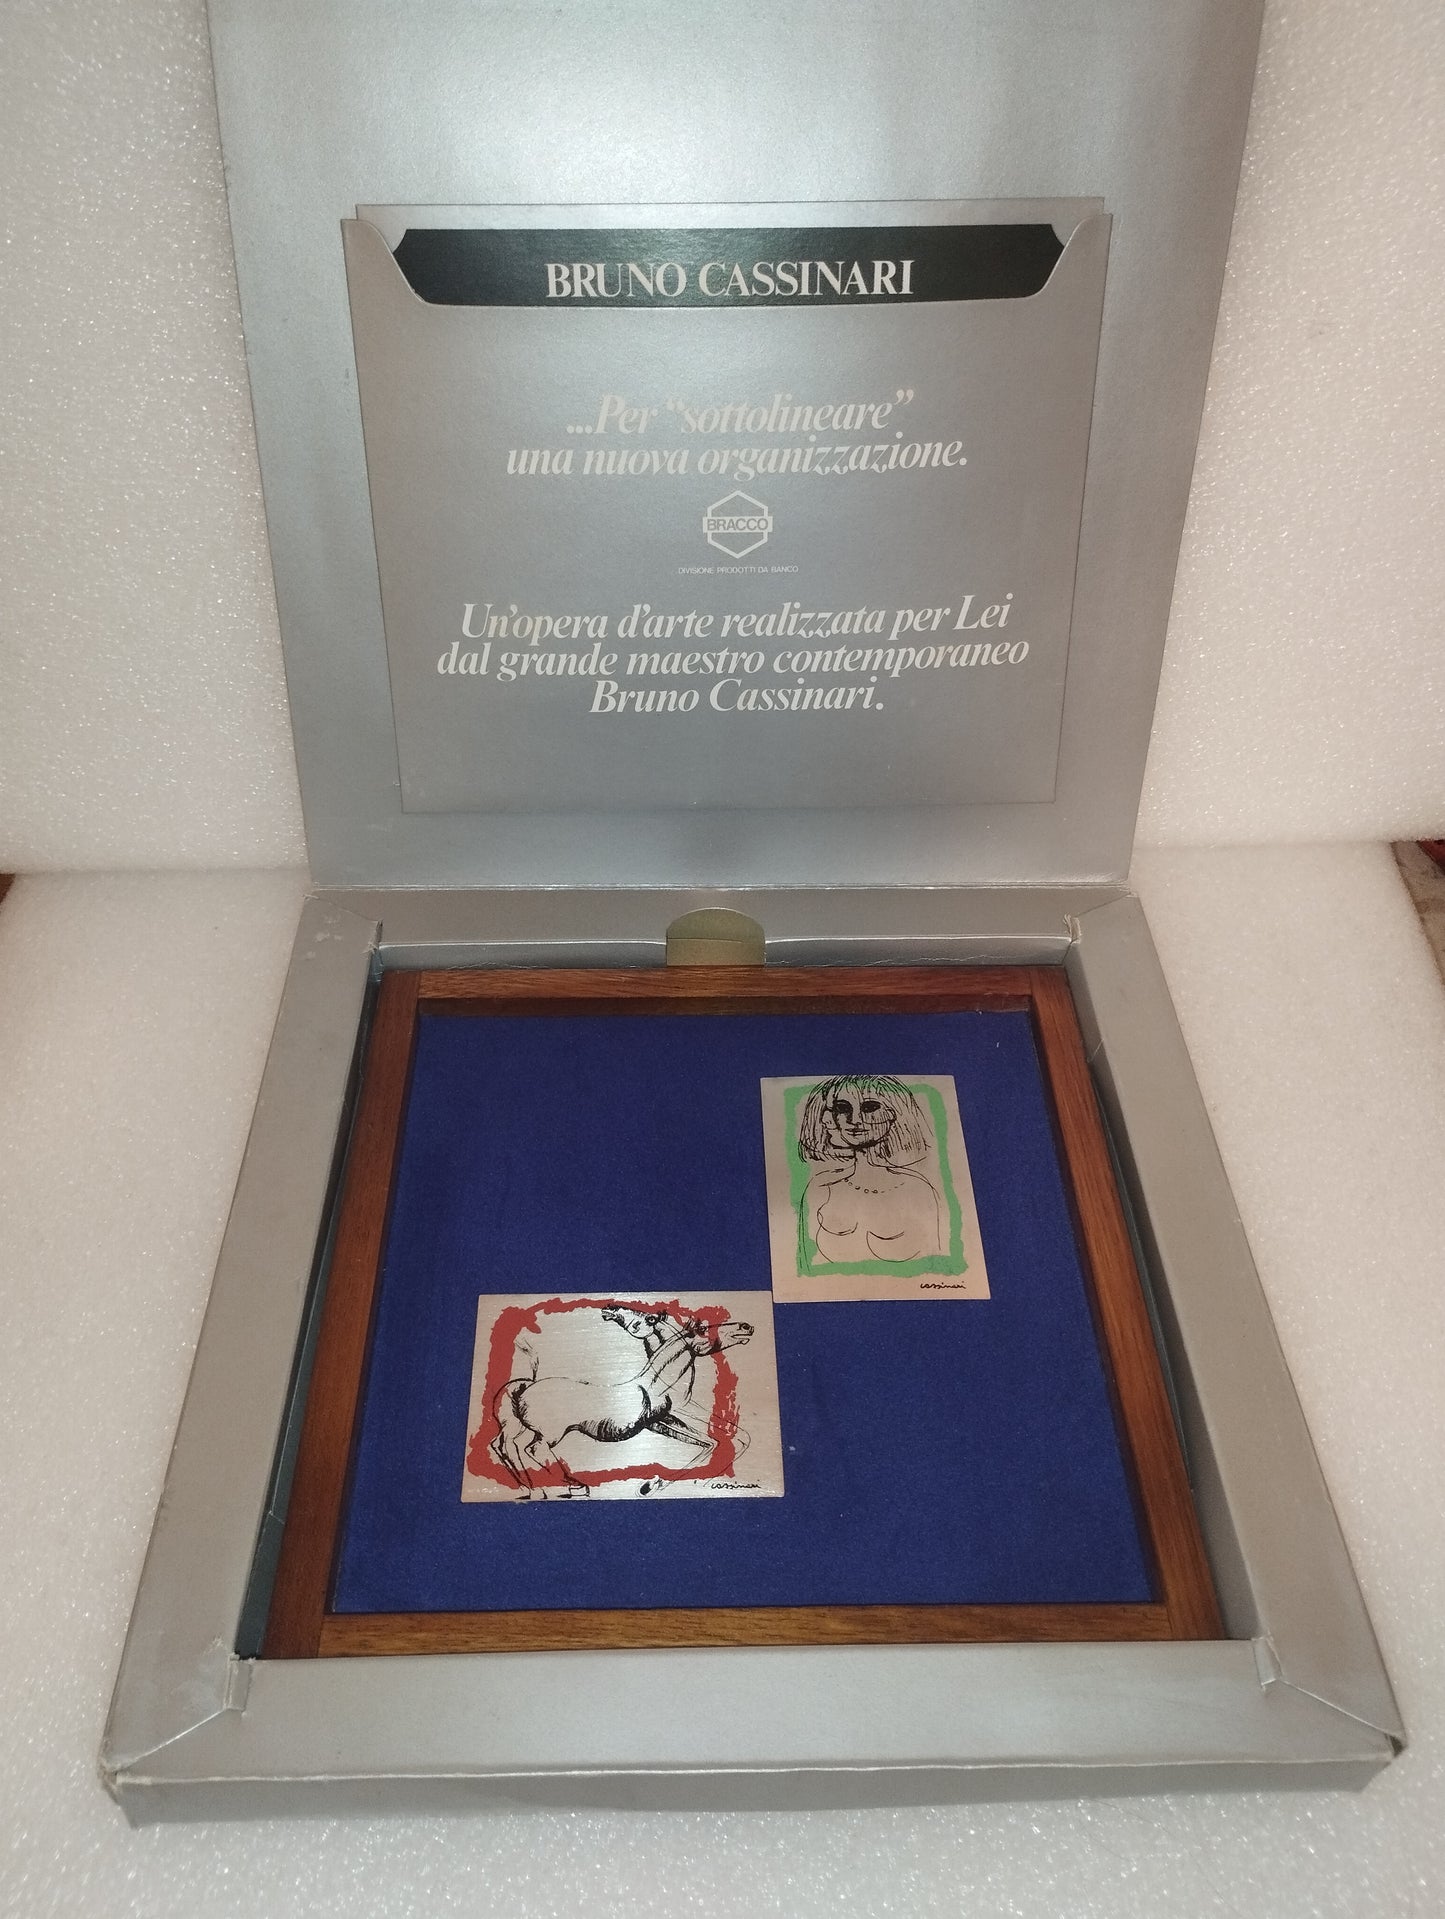 BRUNO CASSINARI
...Per "sottolineare"
una nuova organizzazione.
BRACCO
DIVISIONE PRODOTTI DA BANCO
Un'opera d'arte realizzata per Lei
dal grande maestro contemporaneo
Bruno Cassinari.
cassinari
cassinari